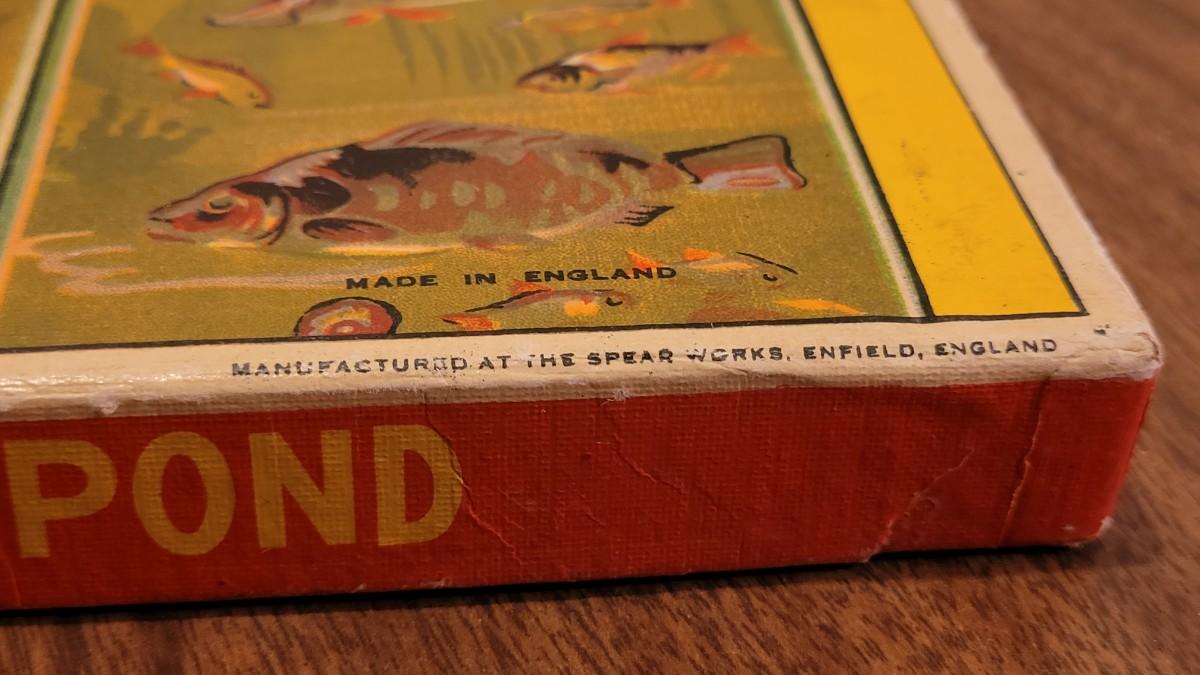 MADE IN ENGLAND
MANUFACTURED AT THE SPEAR WORKS, ENFIELD, ENGLAND
POND